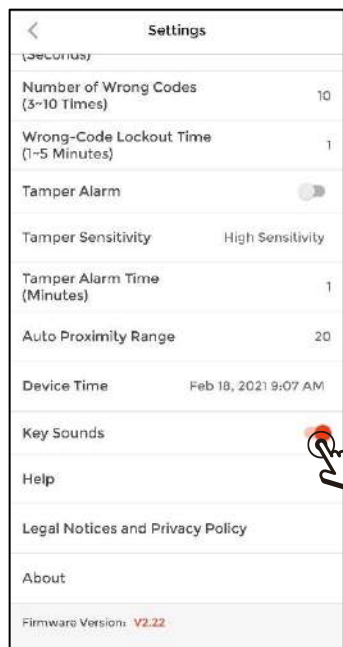 Settings
(Seconds)
Number of Wrong Codes
(3~10 Times)
10
Wrong-Code Lockout Time
(1~5 Minutes)
1
Tamper Alarm
Tamper Sensitivity
High Sensitivity
Tamper Alarm Time
(Minutes)
1
Auto Proximity Range
20
Device Time
Feb 18, 2021 9:07 AM
Key Sounds
Help
Legal Notices and Privacy Policy
About
Firmware Version: V2.22